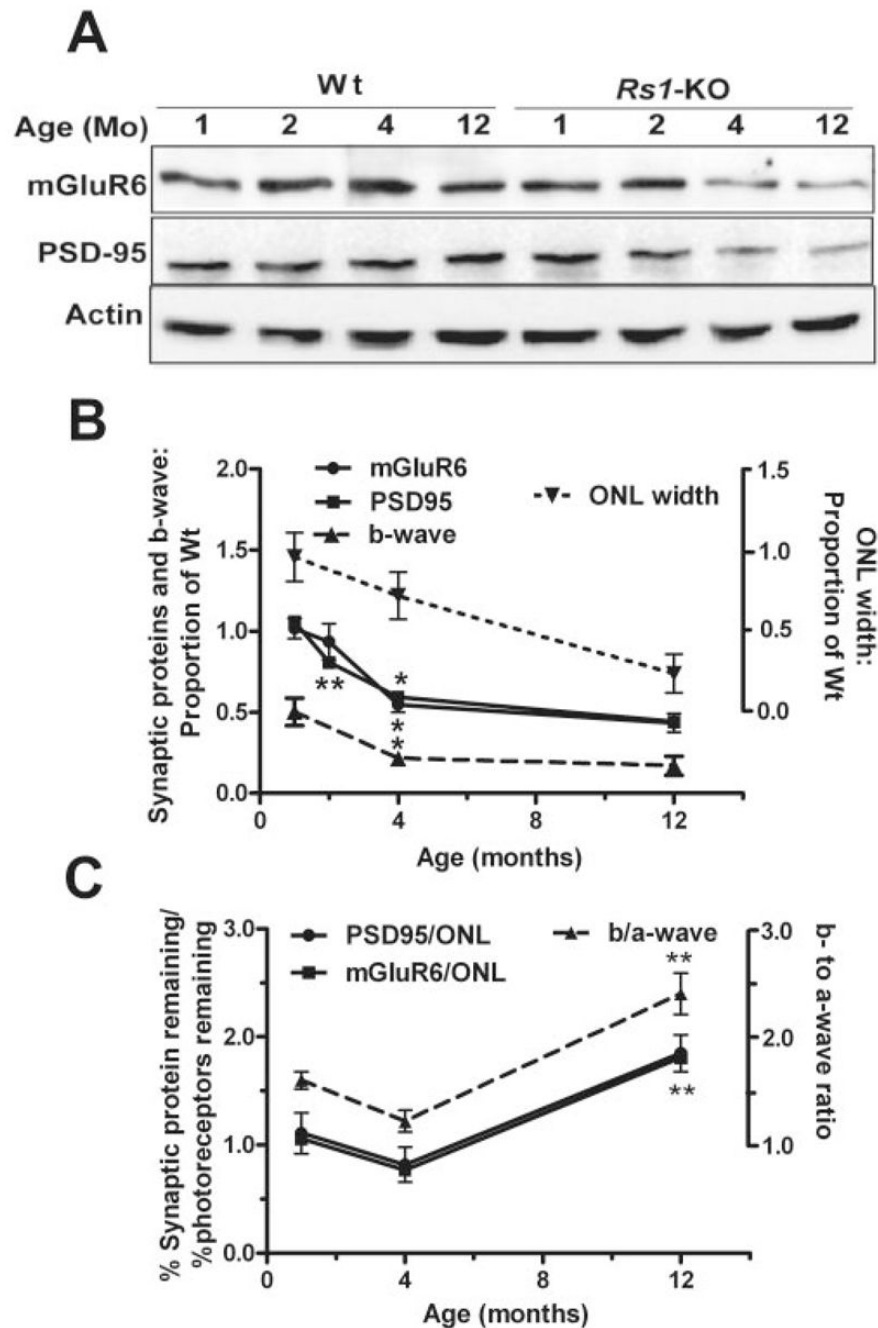 A
Wt Rs1-KO
Age (Mo) 1 2 4 12 1 2 4 12
mGluR6
PSD-95
Actin
B
Synaptic proteins and b-wave:
Proportion of Wt
2.0
1.5
1.0
0.5
0.0
mGluR6
PSD95
b-wave
ONL width
**
*
*
*
1.5
1.0
0.5
0.0
ONL width:
Proportion of Wt
0 4 8 12
Age (months)
C
% Synaptic protein remaining/
%photoreceptors remaining
3.0
2.0
1.0
0.0
PSD95/ONL
mGluR6/ONL
b/a-wave
**
**
3.0
2.0
1.0
b- to a-wave ratio
0 4 8 12
Age (months)